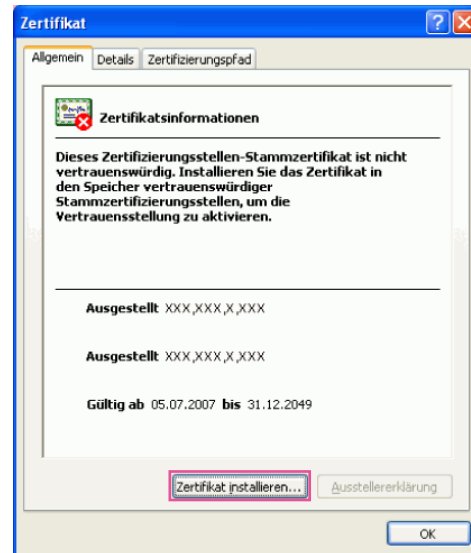 Zertifikat
Allgemein Details Zertifizierungspfad
Zertifikatsinformationen
Dieses Zertifizierungsstellen-Stammzertifikat ist nicht
vertrauenswürdig. Installieren Sie das Zertifikat in
den Speicher vertrauenswürdiger
Stammzertifizierungsstellen, um die
Vertrauensstellung zu aktivieren.
Ausgestellt XXX,XXX,X,XXX
Ausgestellt XXX,XXX,X,XXX
Gültig ab 05.07.2007 bis 31.12.2049
Zertifikat installieren... Ausstellererklärung
OK